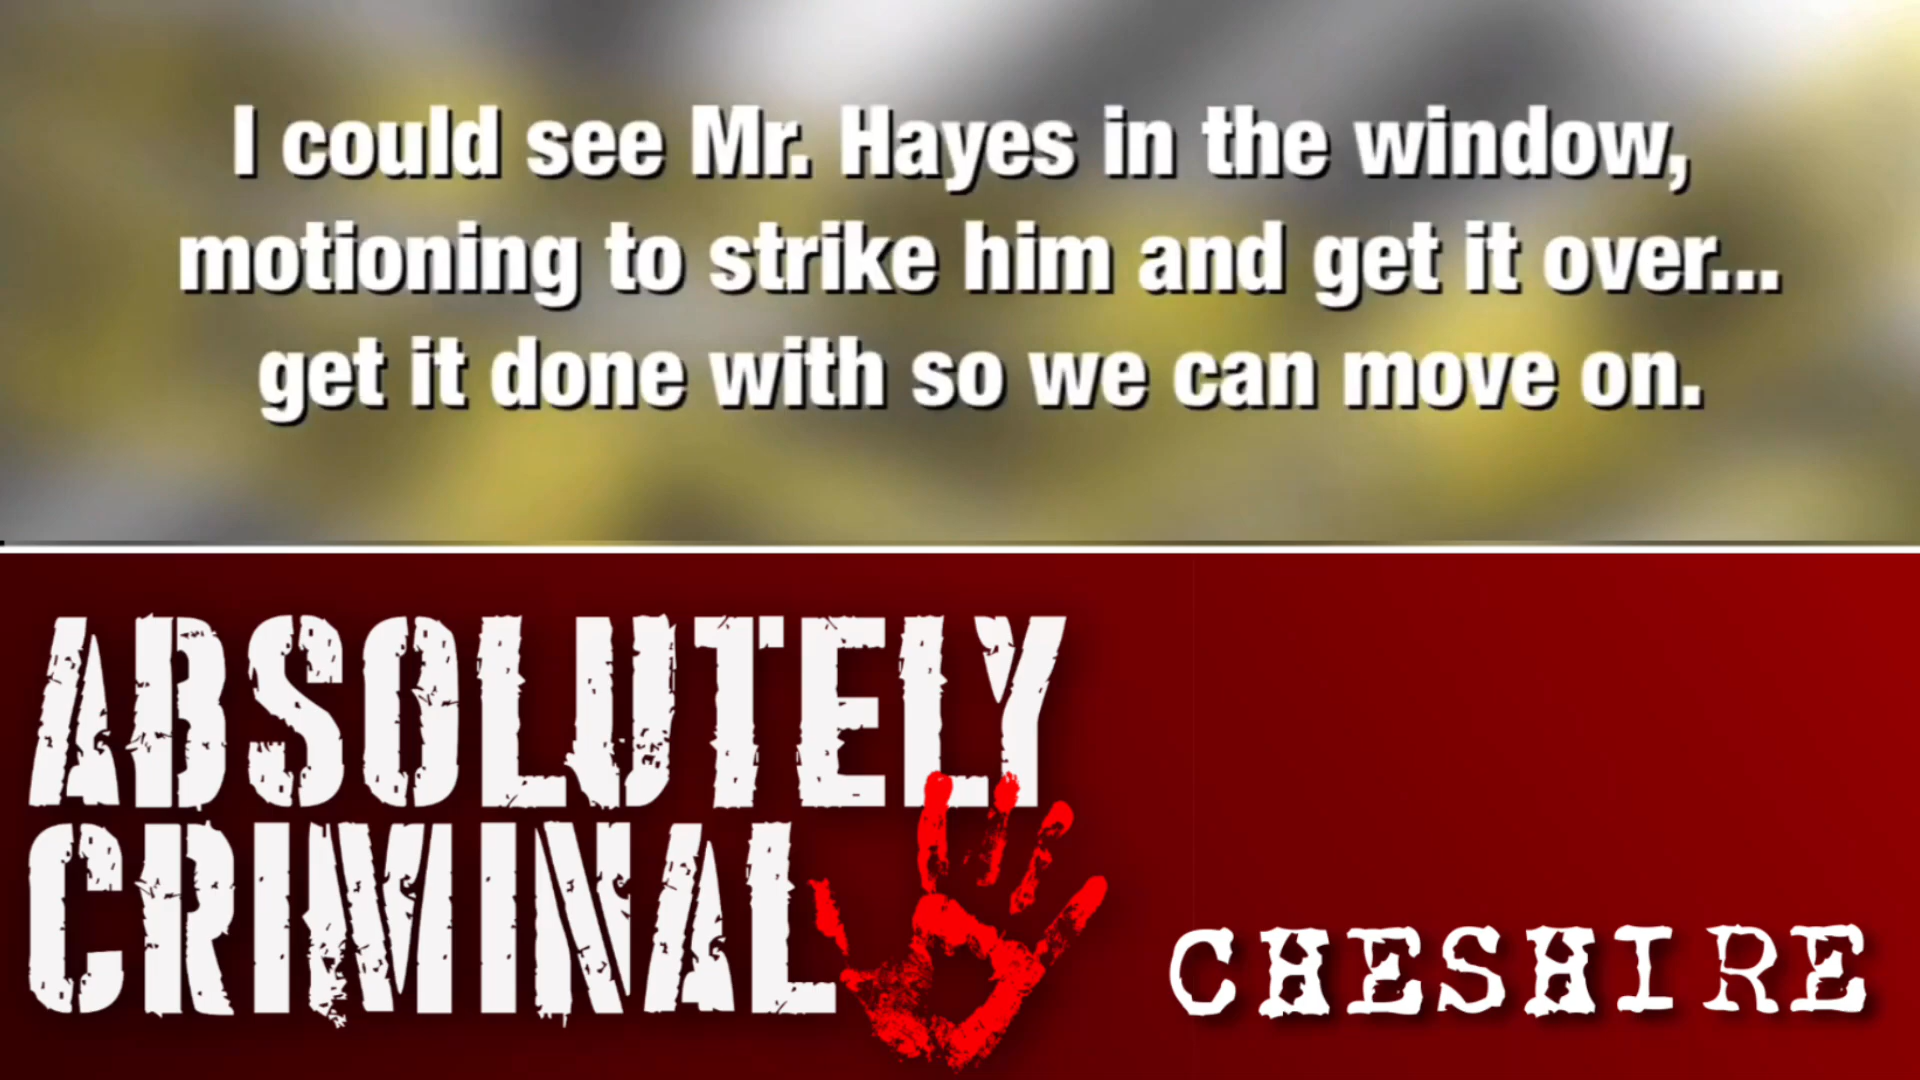 I could see Mr. Hayes in the window,
motioning to strike him and get it over...
get it done with so we can move on.
ABSOLUTELY
CRIMINAL
CHESHIRE